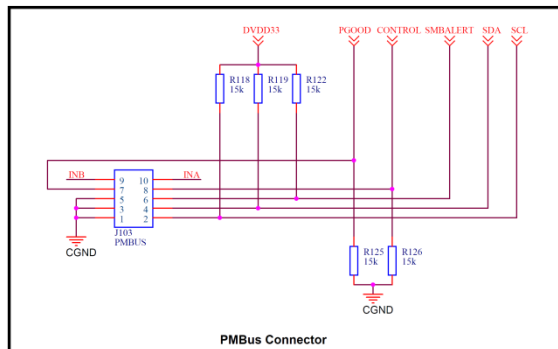 DVDD33
PGOOD CONTROL SMBALERT SDA SCL
R118 15k
R119 15k
R122 15k
INB
9 10
INA
7 8
5 6
3 4
1 2
J103
PMBUS
CGND
R125 15k
R126 15k
CGND
PMBus Connector